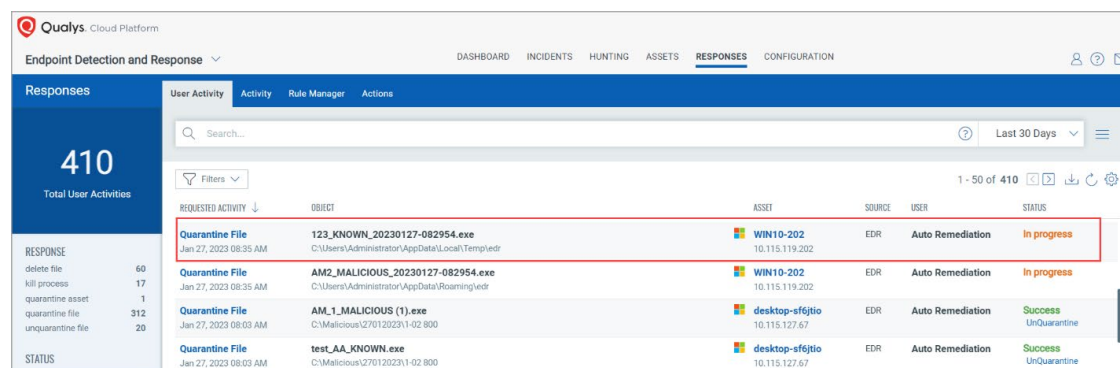 Qualys. Cloud Platform
Endpoint Detection and Response
DASHBOARD INCIDENTS HUNTING ASSETS RESPONSES CONFIGURATION
Responses
User Activity Activity Rule Manager Actions
Search...
Last 30 Days
410
Total User Activities
Filters
1 - 50 of 410
REQUESTED ACTIVITY OBJECT ASSET SOURCE USER STATUS
Quarantine File 123_KNOWN_20230127-082954.exe WIN10-202 EDR Auto Remediation In progress
Jan 27, 2023 08:35 AM C:\Users\Administrator\AppData\Local\Temp\edr 10.115.119.202
Quarantine File AM2_MALICIOUS_20230127-082954.exe WIN10-202 EDR Auto Remediation In progress
Jan 27, 2023 08:35 AM C:\Users\Administrator\AppData\Roaming\edr 10.115.119.202
Quarantine File AM_1_MALICIOUS (1).exe desktop-sf6jtio EDR Auto Remediation Success
Jan 27, 2023 08:03 AM C:\Malicious\27012023\1-02 800 10.115.127.67 UnQuarantine
Quarantine File test_AA_KNOWN.exe desktop-sf6jtio EDR Auto Remediation Success
Jan 27, 2023 08:03 AM C:\Malicious\27012023\1-02 800 10.115.127.67 UnQuarantine
RESPONSE
delete file 60
kill process 17
quarantine asset 1
quarantine file 312
unquarantine file 20
STATUS